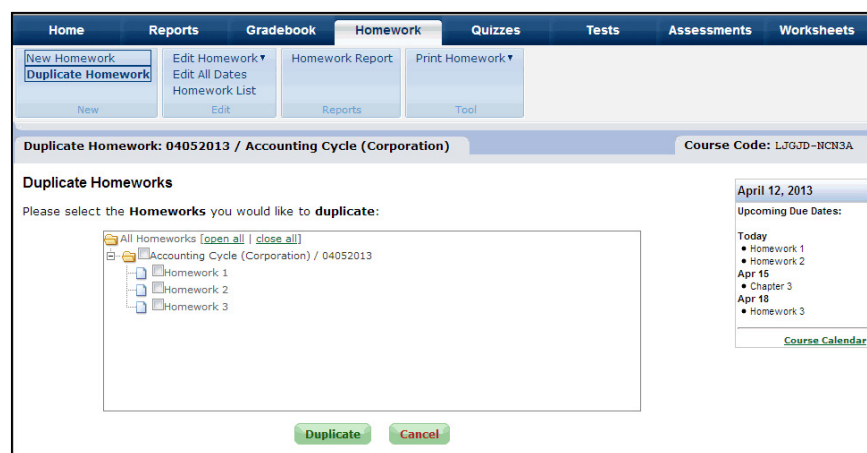 Home Reports Gradebook Homework Quizzes Tests Assessments Worksheets
New Homework Edit Homework▼ Homework Report Print Homework▼
Duplicate Homework Edit All Dates
Homework List
New Edit Reports Tool
Duplicate Homework: 04052013 / Accounting Cycle (Corporation) Course Code: LJGJD-NCN3A
Duplicate Homeworks
Please select the Homeworks you would like to duplicate:
All Homeworks [open all | close all]
Accounting Cycle (Corporation) / 04052013
Homework 1
Homework 2
Homework 3
Duplicate Cancel
April 12, 2013
Upcoming Due Dates:
Today
• Homework 1
• Homework 2
Apr 15
• Chapter 3
Apr 18
• Homework 3
Course Calendar